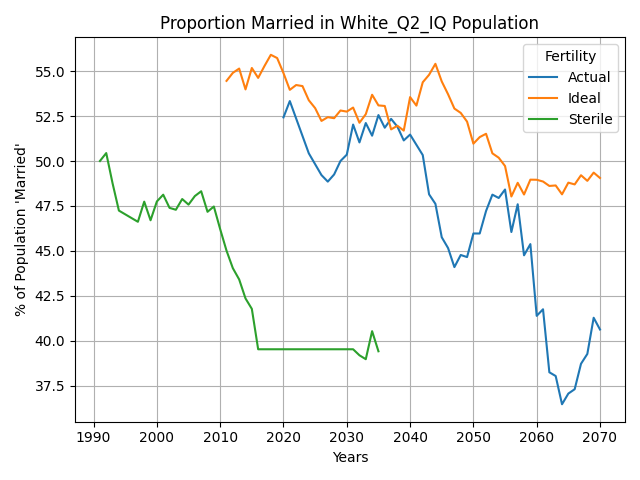 Proportion Married in White_Q2_IQ Population
% of Population 'Married'
55.0
52.5
50.0
47.5
45.0
42.5
40.0
37.5
Fertility
Actual
Ideal
Sterile
1990 2000 2010 2020 2030 2040 2050 2060 2070
Years